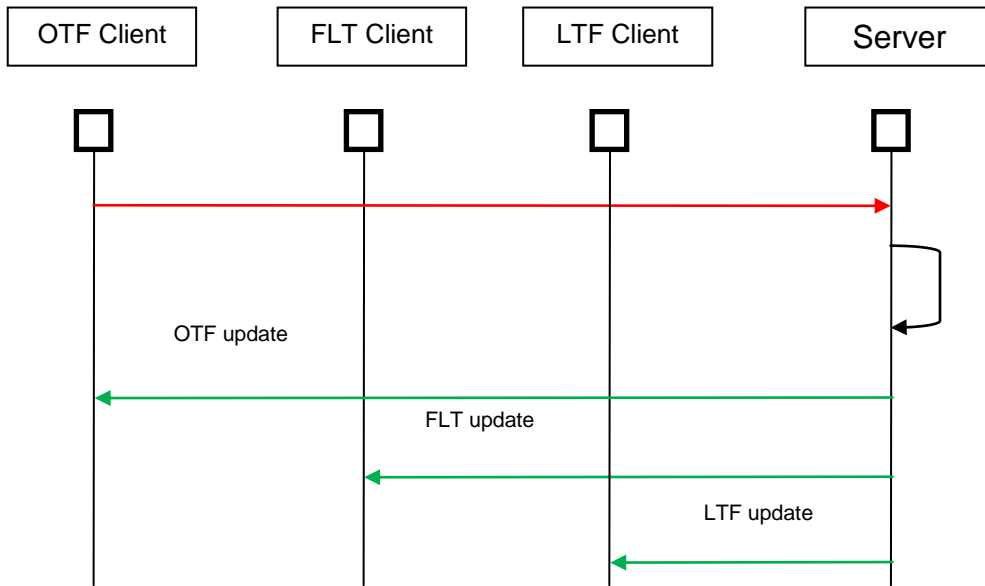 OTF Client
FLT Client
LTF Client
Server
OTF update
FLT update
LTF update